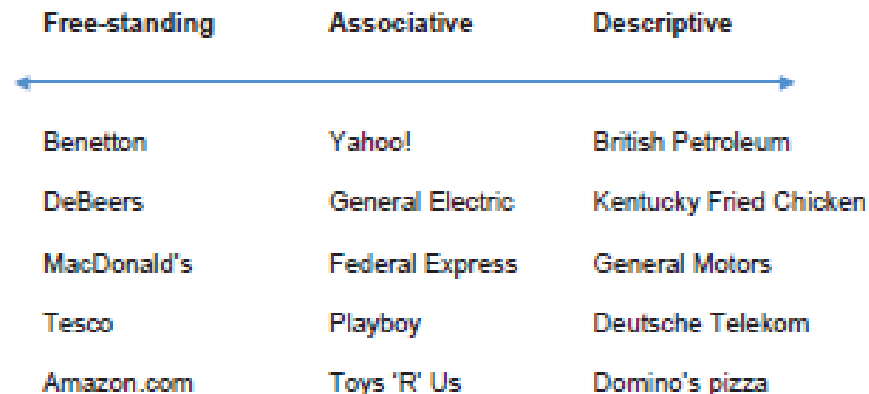 Free-standing Associative Descriptive
Benetton Yahoo! British Petroleum
DeBeers General Electric Kentucky Fried Chicken
MacDonald's Federal Express General Motors
Tesco Playboy Deutsche Telekom
Amazon.com Toys 'R' Us Domino's pizza